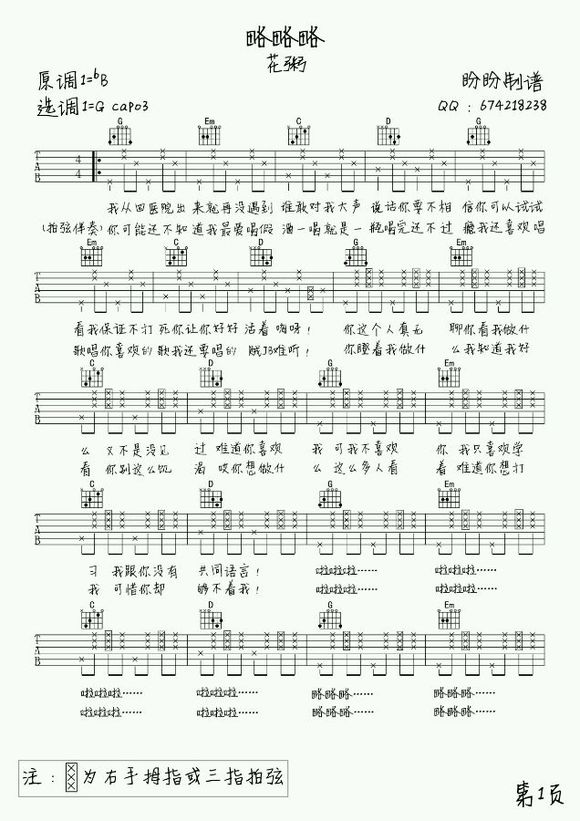 略略略
花粥
原调1=ᵇB
选调1=G capo3
盼盼制谱
QQ：674218238
G Em C D G
TAB 4/4
我从四医院出 来就再没遇到 谁敢对我大声 说话你要不相 信你可以试试
(拍弦伴奏)你可能还不知 道我最爱唱假 酒一喝就是一 瓶喝完还不过 瘾我还喜欢唱
Em C D G Em
TAB
看我保证不打 死你让你好好 活着 嗨呀！ 你这个人真无 聊你看我做什
歌唱你喜欢的 歌我还要唱的 贼JB难听！ 你瞪着我做什 么我知道我好
C D G Em
TAB
么 又不是没见 过 难道你喜欢 我 可我不喜欢 你 我只喜欢学
看 你别这么饥 渴 哎你想做什 么 这么多人看 着 难道你想打
C D G Em
TAB
习 我跟你没有 共同语言！ 啦啦啦…… 啦啦啦……
我 可惜你却 够不着我！ 啦啦啦…… 啦啦啦……
C D G Em
TAB
啦啦啦…… 啦啦啦…… 略略略…… 略略略……
啦啦啦…… 啦啦啦…… 略略略…… 略略略……
注：为右手拇指或三指拍弦
第1页